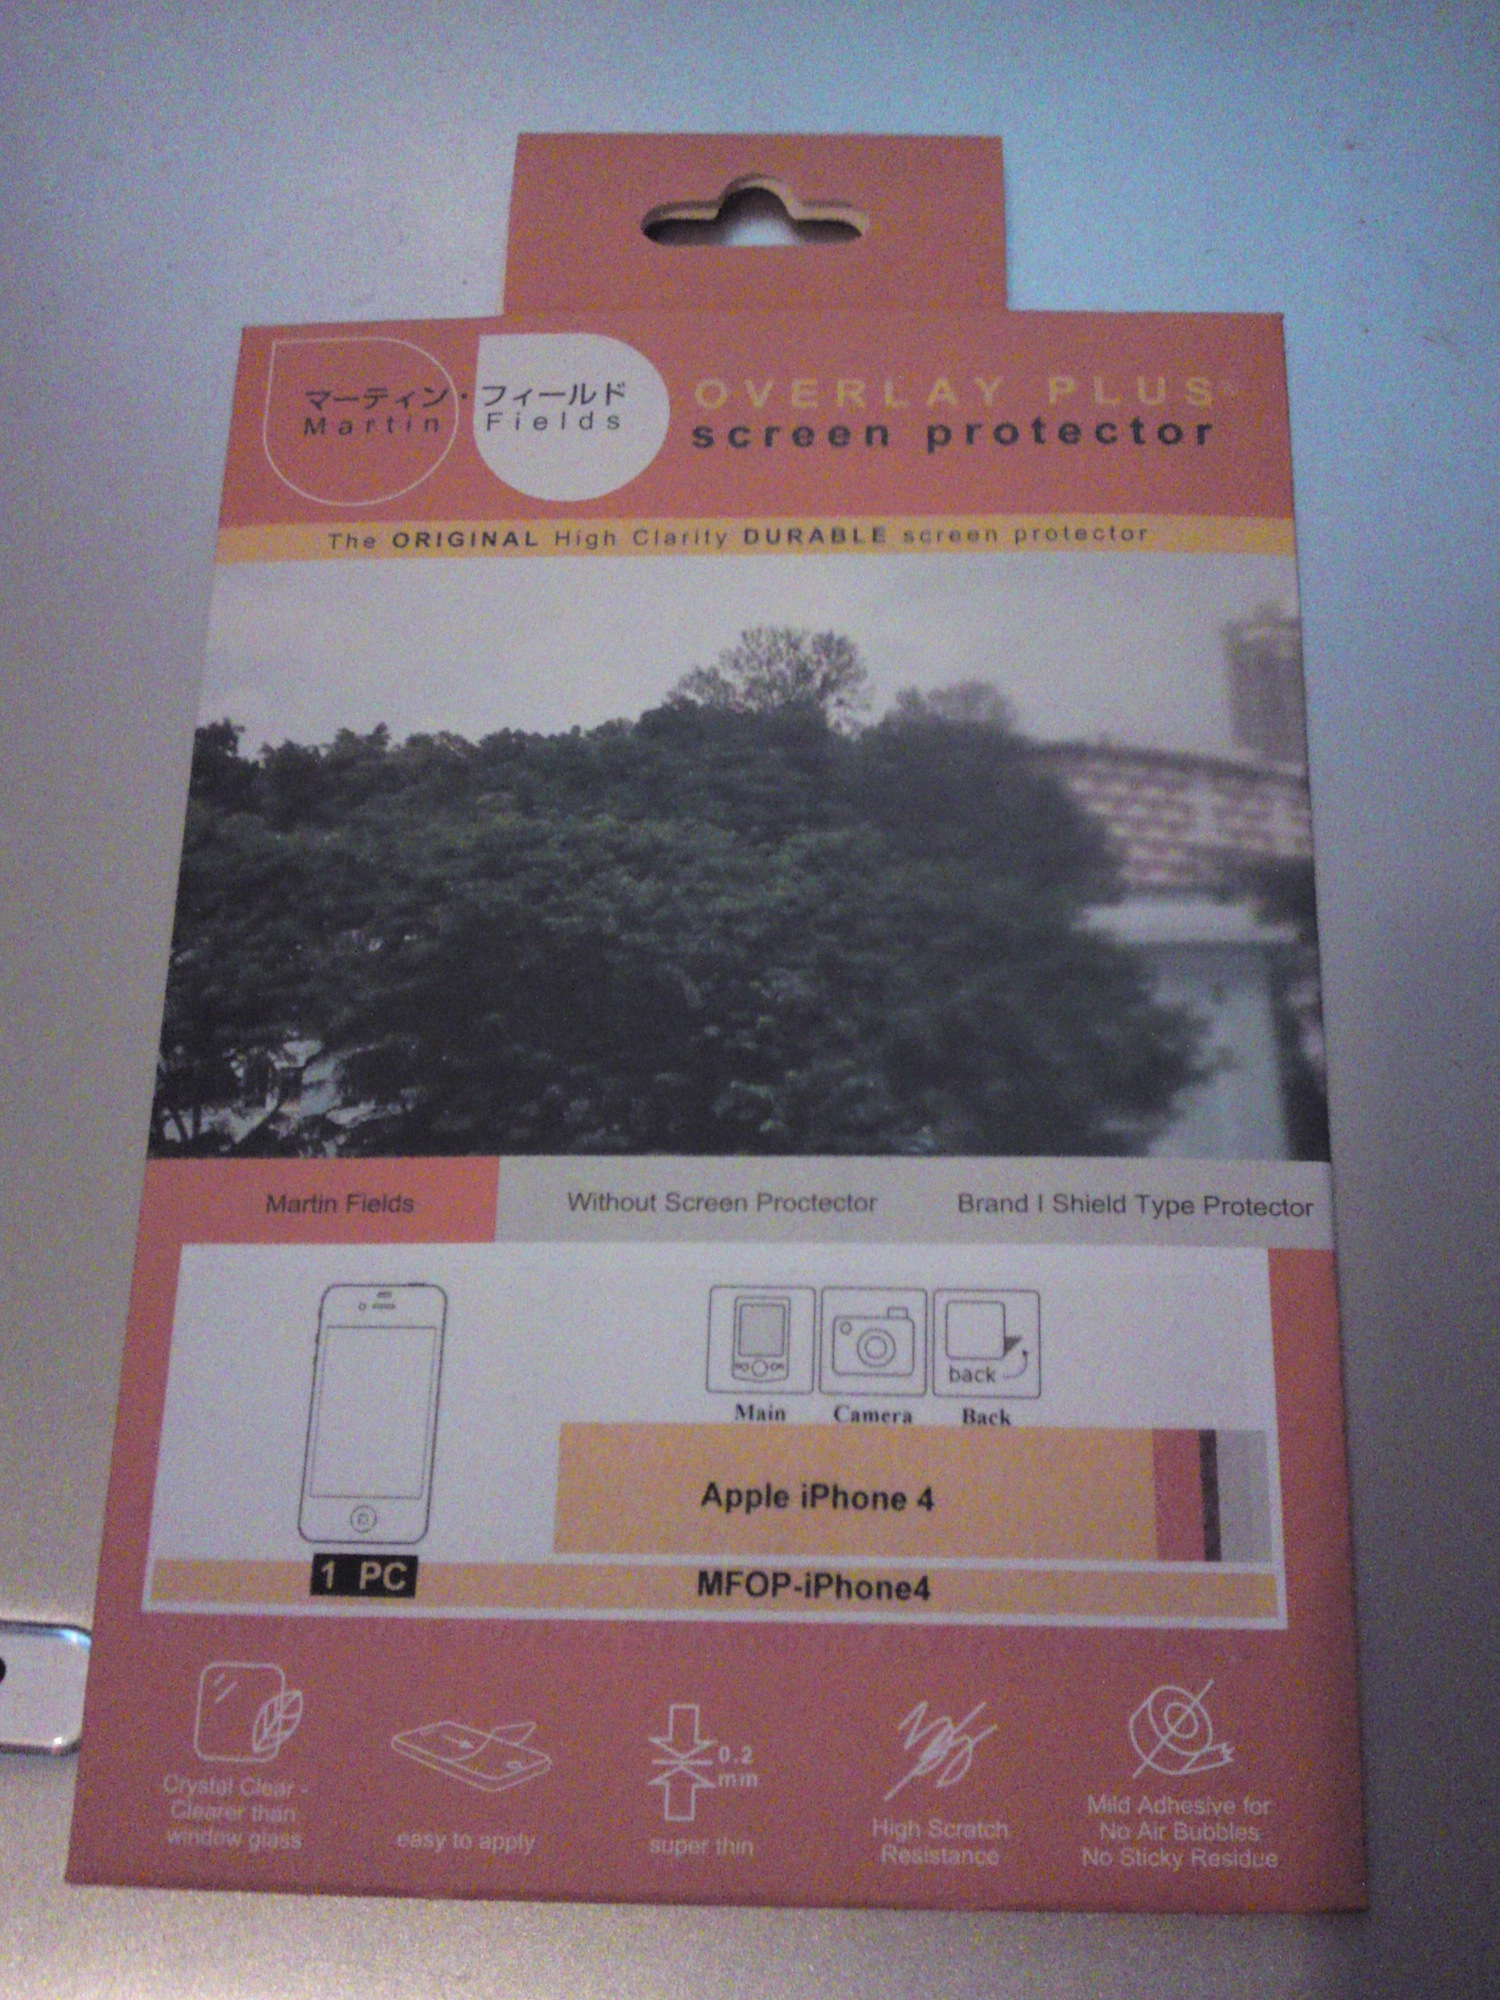 マーティン・フィールド
Martin Fields
OVERLAY PLUS®
screen protector
The ORIGINAL High Clarity DURABLE screen protector
Martin Fields
Without Screen Proctector
Brand I Shield Type Protector
back
Main Camera Back
Apple iPhone 4
1 PC
MFOP-iPhone4
Crystal Clear -
Clearer than
window glass
easy to apply
0.2
mm
super thin
High Scratch
Resistance
Mild Adhesive for
No Air Bubbles
No Sticky Residue